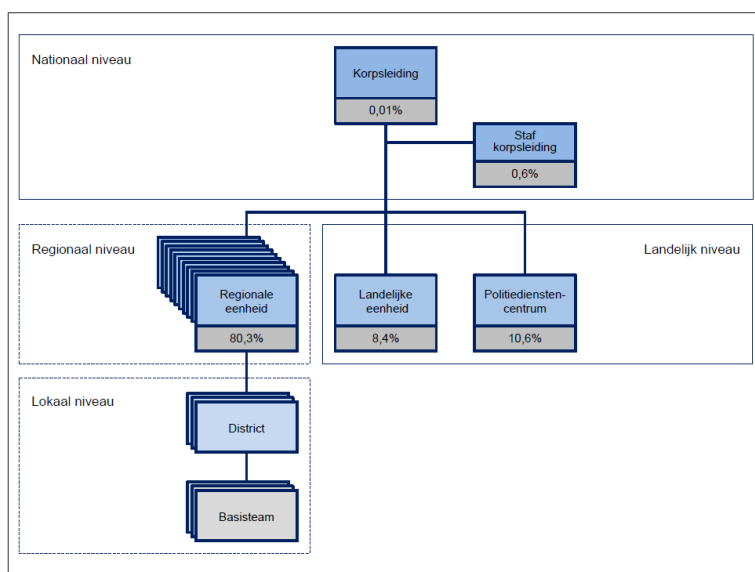 Nationaal niveau
Korpsleiding
0,01%
Staf
korpsleiding
0,6%
Regionaal niveau
Landelijk niveau
Regionale
eenheid
80,3%
Landelijke
eenheid
8,4%
Politiediensten-
centrum
10,6%
Lokaal niveau
District
Basisteam